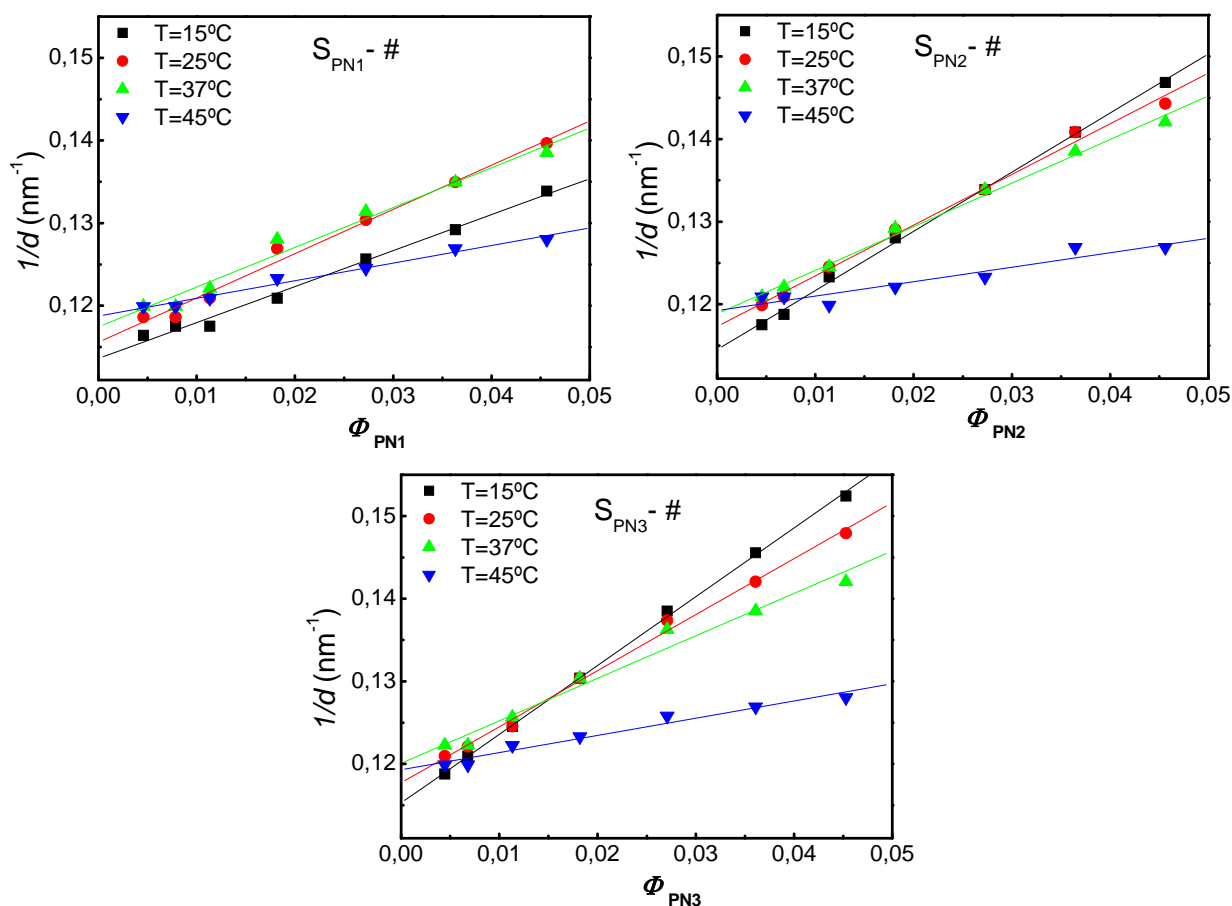 S_PN1 - #
T=15ºC
T=25ºC
T=37ºC
T=45ºC
0,15
0,14
0,13
0,12
1/d (nm⁻¹)
0,00 0,01 0,02 0,03 0,04 0,05
Φ PN1
S_PN2 - #
T=15ºC
T=25ºC
T=37ºC
T=45ºC
0,15
0,14
0,13
0,12
1/d (nm⁻¹)
0,00 0,01 0,02 0,03 0,04 0,05
Φ PN2
S_PN3 - #
T=15ºC
T=25ºC
T=37ºC
T=45ºC
0,15
0,14
0,13
0,12
1/d (nm⁻¹)
0,00 0,01 0,02 0,03 0,04 0,05
Φ PN3